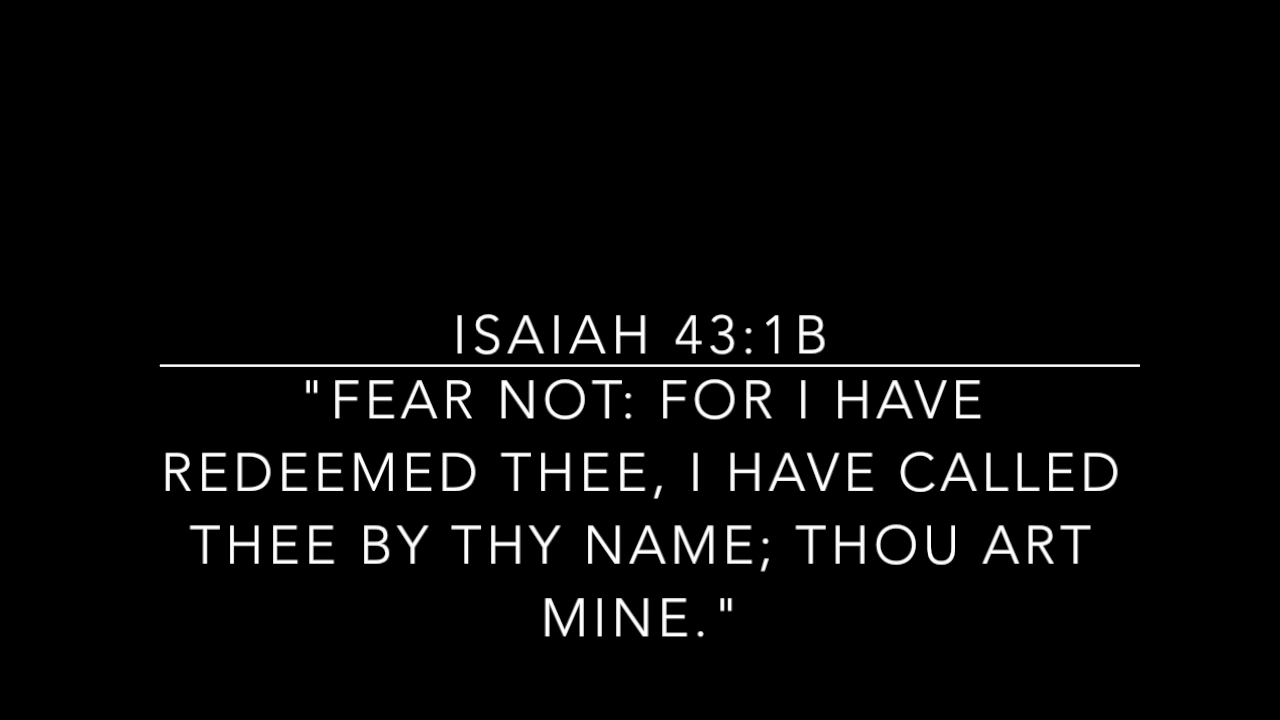 ISAIAH 43:1B
"FEAR NOT: FOR I HAVE
REDEEMED THEE, I HAVE CALLED
THEE BY THY NAME; THOU ART
MINE."